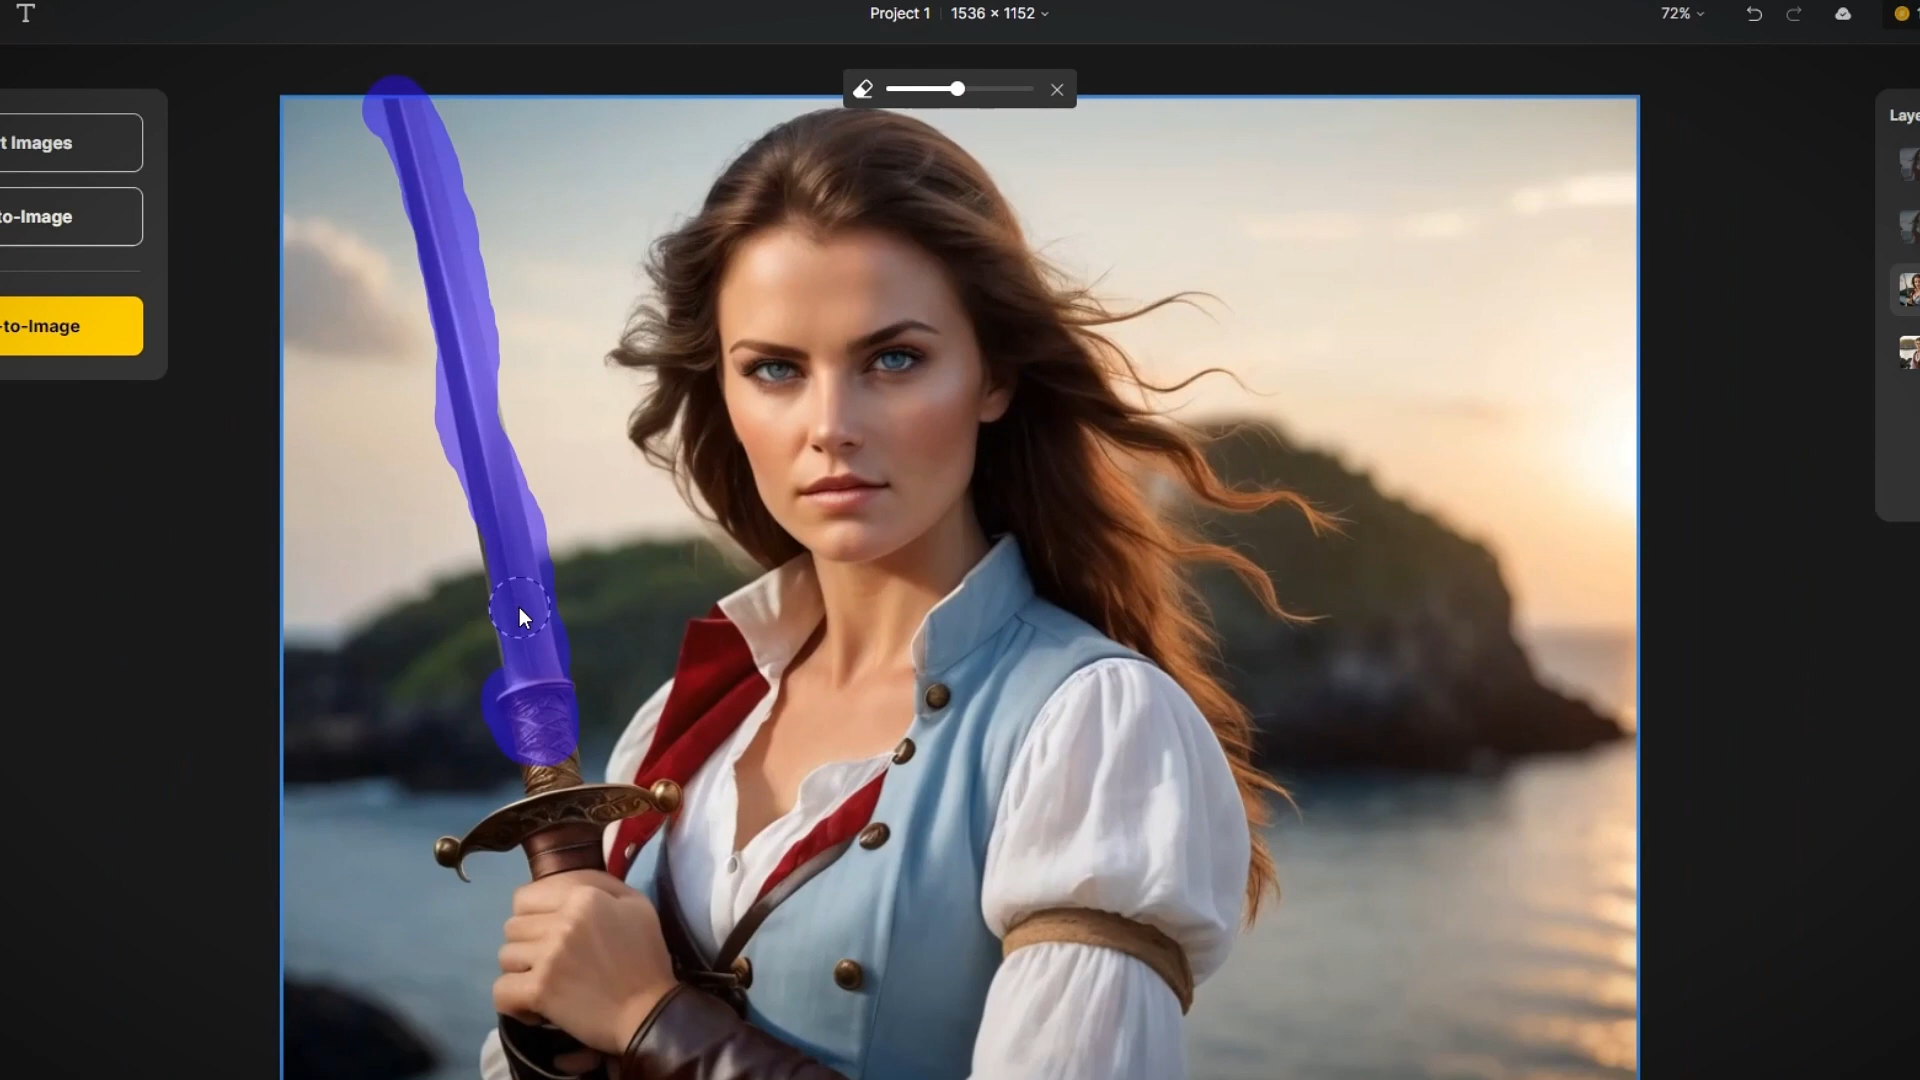 T
Project 1 | 1536 × 1152
72%
t Images
to-Image
-to-Image
Laye